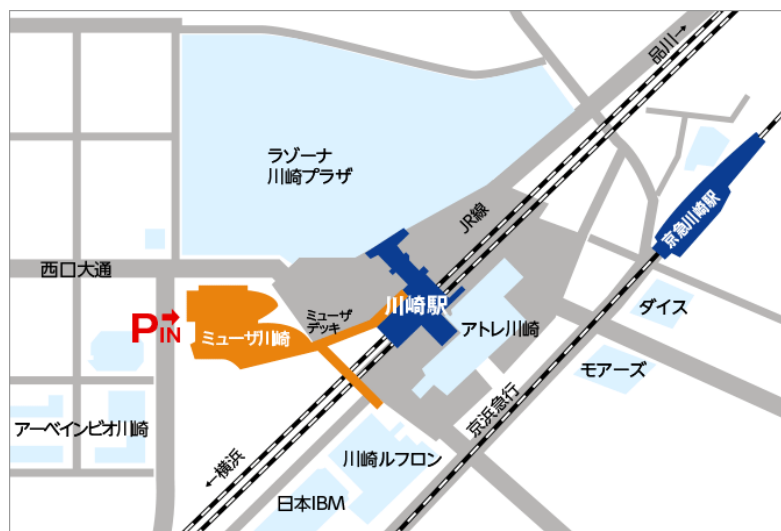 品川→
ラゾーナ
川崎プラザ
JR線
京急川崎駅
西口大通
ミューザ
デッキ
川崎駅
ダイス
P→
IN
ミューザ川崎
アトレ川崎
モアーズ
アーベインビオ川崎
京浜急行
←横浜
川崎ルフロン
日本IBM